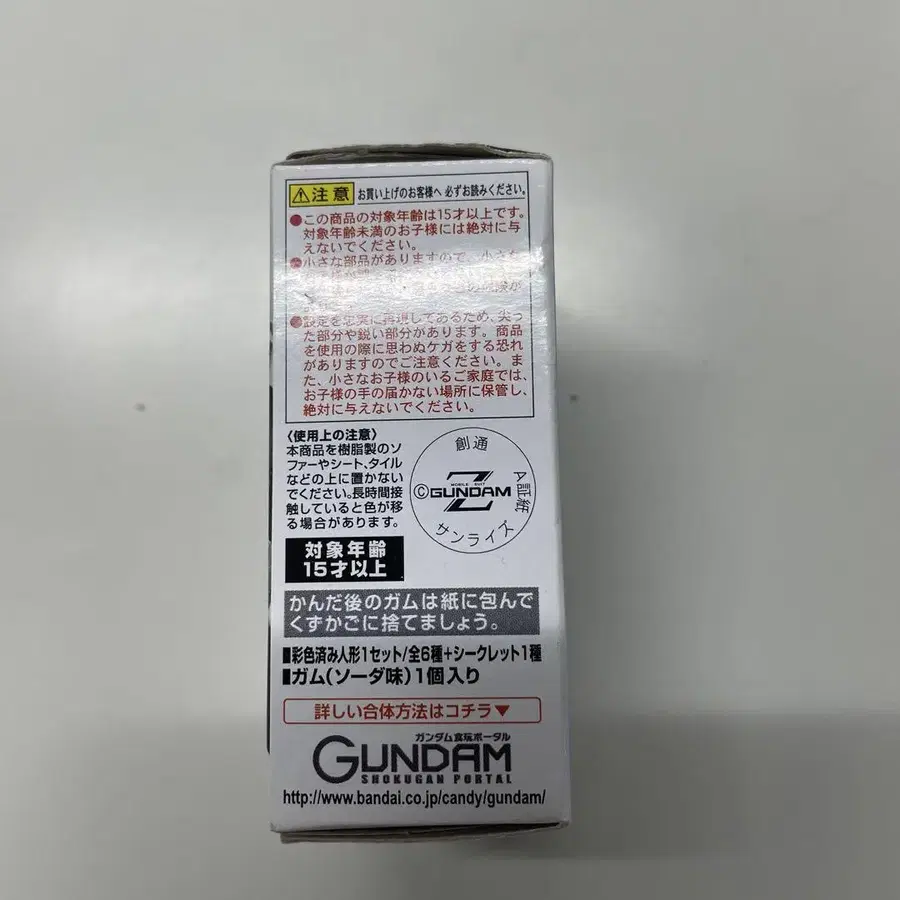 ⚠注意 お買い上げのお客様へ 必ずお読みください。
●この商品の対象年齢は15才以上です。
対象年齢未満のお子様には絶対に与
えないでください。
●小さな部品がありますので、小さな
●設定を忠実に再現してあるため、尖っ
た部分や鋭い部分があります。商品
を使用の際に思わぬケガをする恐れ
がありますのでご注意ください。ま
た、小さなお子様のいるご家庭では、
お子様の手の届かない場所に保管し、
絶対に与えないでください。
〈使用上の注意〉
本商品を樹脂製のソ
ファーやシート、タイル
などの上に置かない
でください。長時間接
触していると色が移
る場合があります。
創通
A証紙
MOBILE SUIT
©GUNDAM
Z
サンライズ
対象年齢
15才以上
かんだ後のガムは紙に包んで
くずかごに捨てましょう。
■彩色済み人形1セット/全6種+シークレット1種
■ガム(ソーダ味)1個入り
詳しい合体方法はコチラ▼
ガンダム食玩ポータル
GUNDAM
SHOKUGAN PORTAL
http://www.bandai.co.jp/candy/gundam/